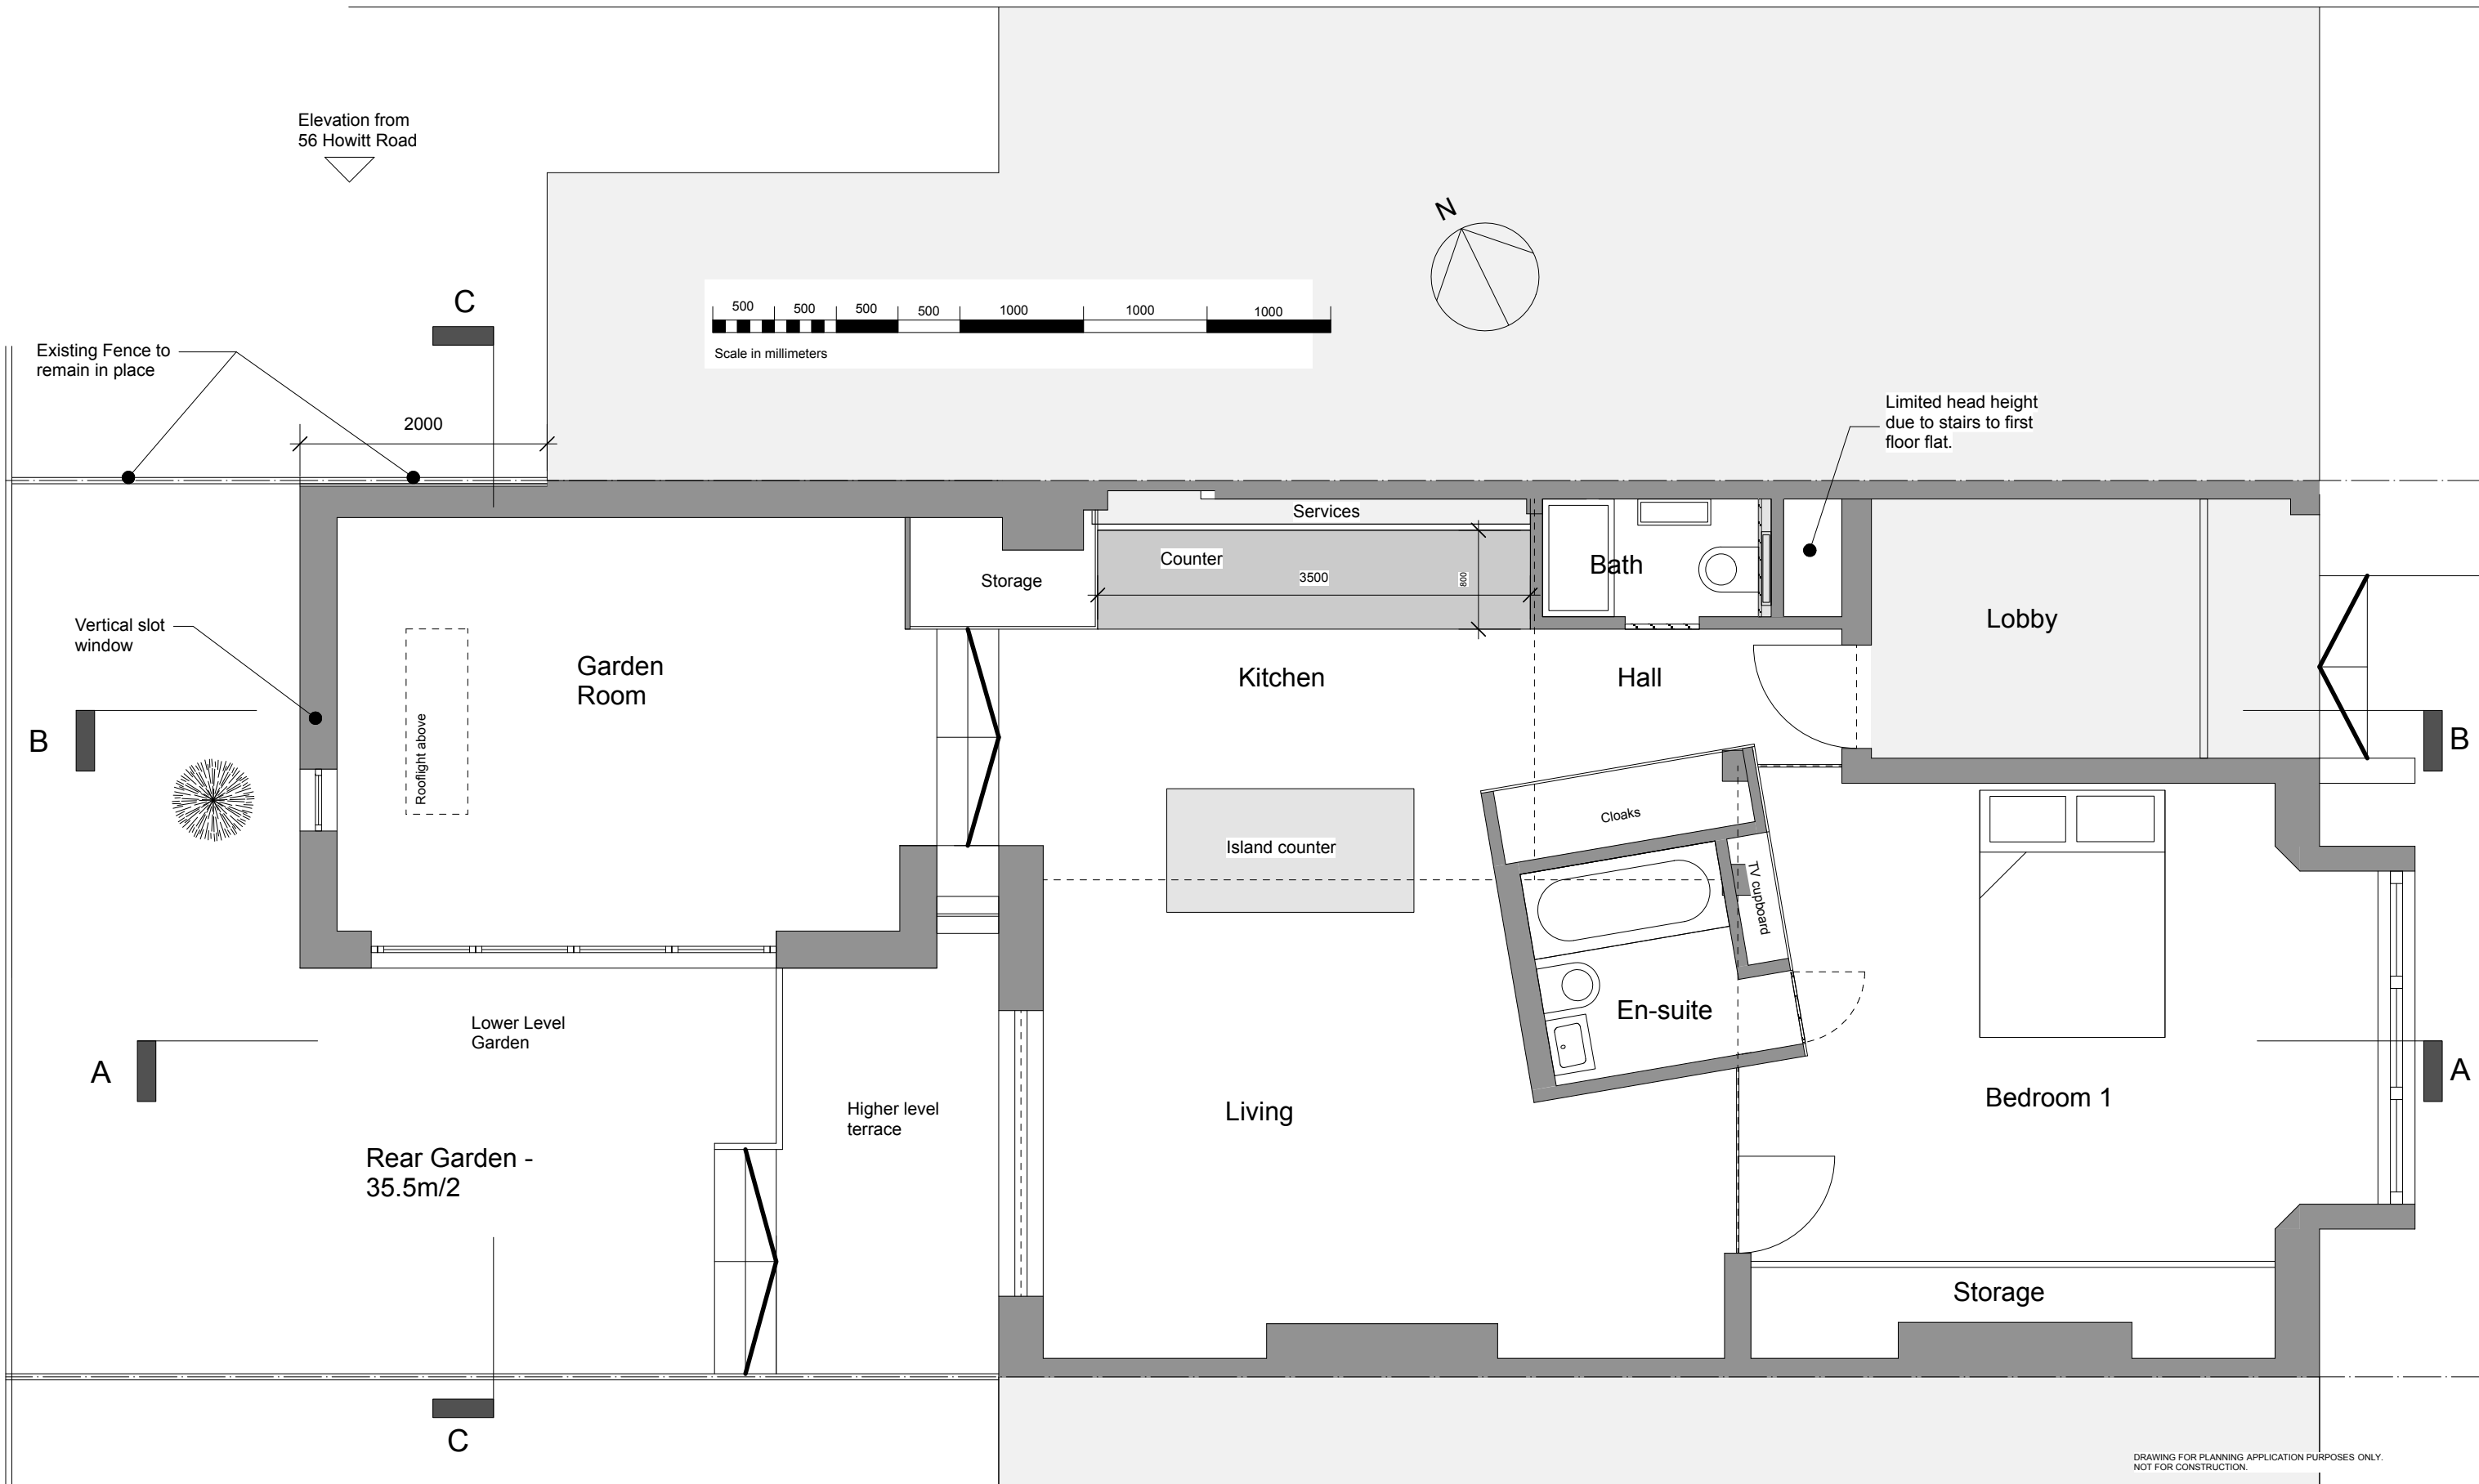 Elevation from
56 Howitt Road
N
C
500
500
500
500
1000
1000
1000
Scale in millimeters
Existing Fence to
remain in place
2000
Limited head height
due to stairs to first
floor flat.
Services
Counter
3500
800
Bath
Storage
Lobby
Vertical slot
window
Garden
Room
Kitchen
Hall
Rooflight above
B
B
Cloaks
Island counter
TV cupboard
En-suite
Lower Level
Garden
A
A
Bedroom 1
Higher level
terrace
Living
Rear Garden -
35.5m/2
Storage
C
DRAWING FOR PLANNING APPLICATION PURPOSES ONLY.
NOT FOR CONSTRUCTION.